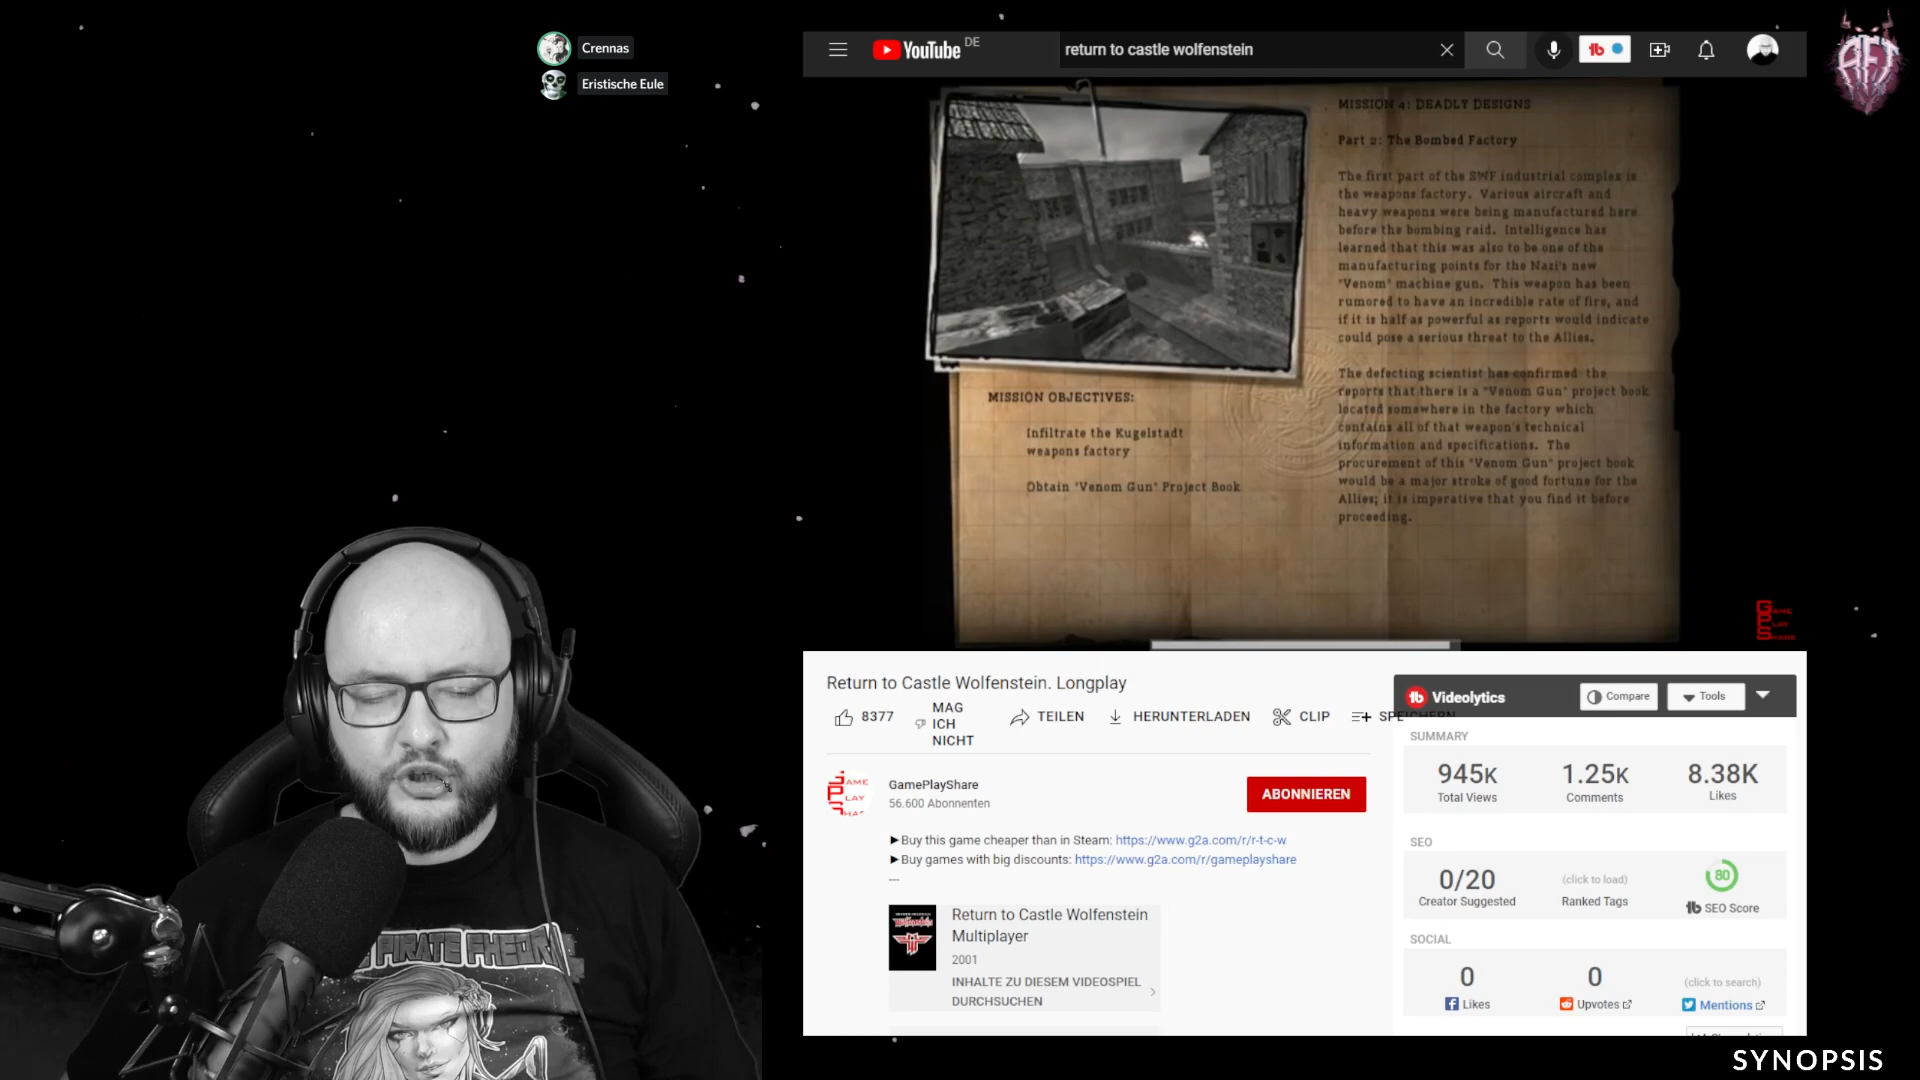 Crennas
Eristische Eule
YouTube DE
return to castle wolfenstein
MISSION 4: DEADLY DESIGNS
Part 2: The Bombed Factory
The first part of the SWF industrial complex is
the weapons factory. Various aircraft and
heavy weapons were being manufactured here
before the bombing raid. Intelligence has
learned that this was also to be one of the
manufacturing points for the Nazi's new
"Venom" machine gun. This weapon has been
rumored to have an incredible rate of fire, and
if it is half as powerful as reports would indicate
could pose a serious threat to the Allies.
The defecting scientist has confirmed the
reports that there is a "Venom Gun" project book
located somewhere in the factory which
contains all of that weapon's technical
information and specifications. The
procurement of this "Venom Gun" project book
would be a major stroke of good fortune for the
Allies; it is imperative that you find it before
proceeding.
MISSION OBJECTIVES:
Infiltrate the Kugelstadt
weapons factory
Obtain "Venom Gun" Project Book
GAME
PLAY
SHARE
Return to Castle Wolfenstein. Longplay
8377
MAG
ICH
NICHT
TEILEN
HERUNTERLADEN
CLIP
SPEICHERN
GamePlayShare
56.600 Abonnenten
ABONNIEREN
►Buy this game cheaper than in Steam: https://www.g2a.com/r/r-t-c-w
►Buy games with big discounts: https://www.g2a.com/r/gameplayshare
—
Return to Castle Wolfenstein
Multiplayer
2001
INHALTE ZU DIESEM VIDEOSPIEL
DURCHSUCHEN
Videolytics
Compare
Tools
SUMMARY
945K
1.25K
8.38K
Total Views
Comments
Likes
SEO
0/20
(click to load)
80
Creator Suggested
Ranked Tags
SEO Score
SOCIAL
0
0
(click to search)
Likes
Upvotes
Mentions
PIRATE
SYNOPSIS